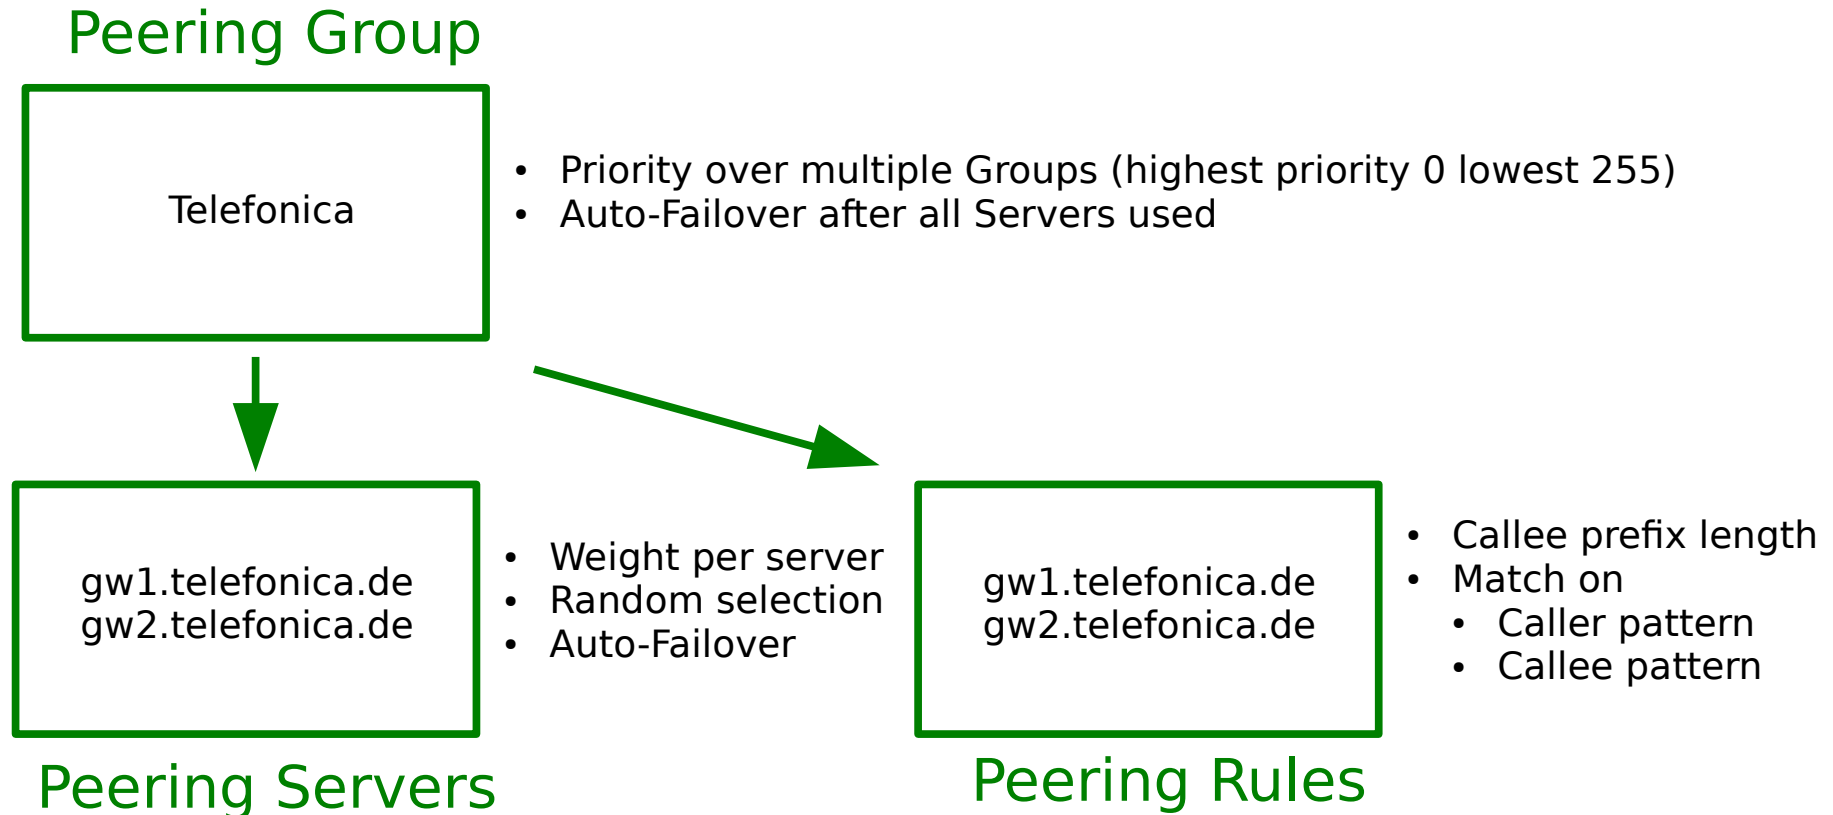 Peering Group
Telefonica
• Priority over multiple Groups (highest priority 0 lowest 255)
• Auto-Failover after all Servers used
gw1.telefonica.de
gw2.telefonica.de
• Weight per server
• Random selection
• Auto-Failover
Peering Servers
gw1.telefonica.de
gw2.telefonica.de
• Callee prefix length
• Match on
• Caller pattern
• Callee pattern
Peering Rules